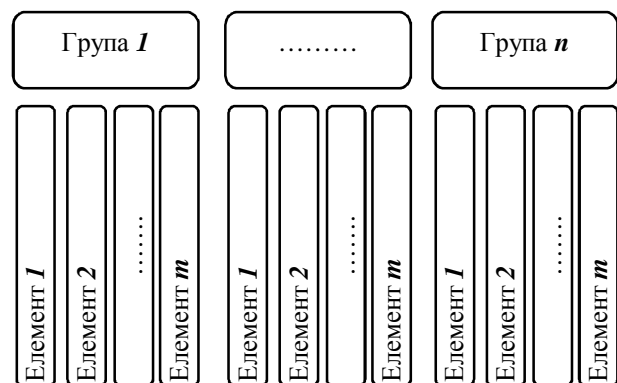 Група 1
………
Група n
Елемент 1
Елемент 2
……..
Елемент m
Елемент 1
Елемент 2
……..
Елемент m
Елемент 1
Елемент 2
……..
Елемент m